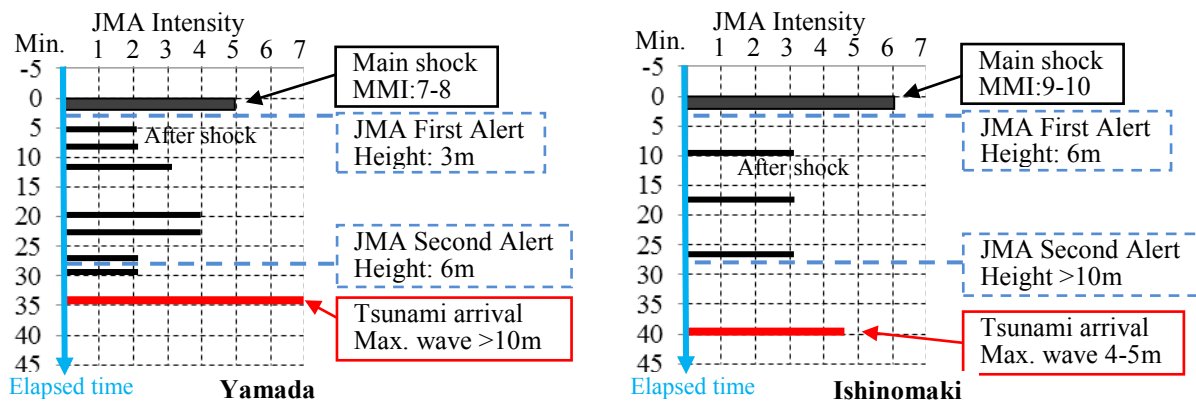 JMA Intensity
Min. 1 2 3 4 5 6 7
-5
0
5
10
15
20
25
30
35
40
45
Main shock
MMI:7-8
JMA First Alert
Height: 3m
After shock
JMA Second Alert
Height: 6m
Tsunami arrival
Max. wave >10m
Elapsed time
Yamada
JMA Intensity
Min. 1 2 3 4 5 6 7
-5
0
5
10
15
20
25
30
35
40
45
Main shock
MMI:9-10
JMA First Alert
Height: 6m
After shock
JMA Second Alert
Height >10m
Tsunami arrival
Max. wave 4-5m
Elapsed time
Ishinomaki